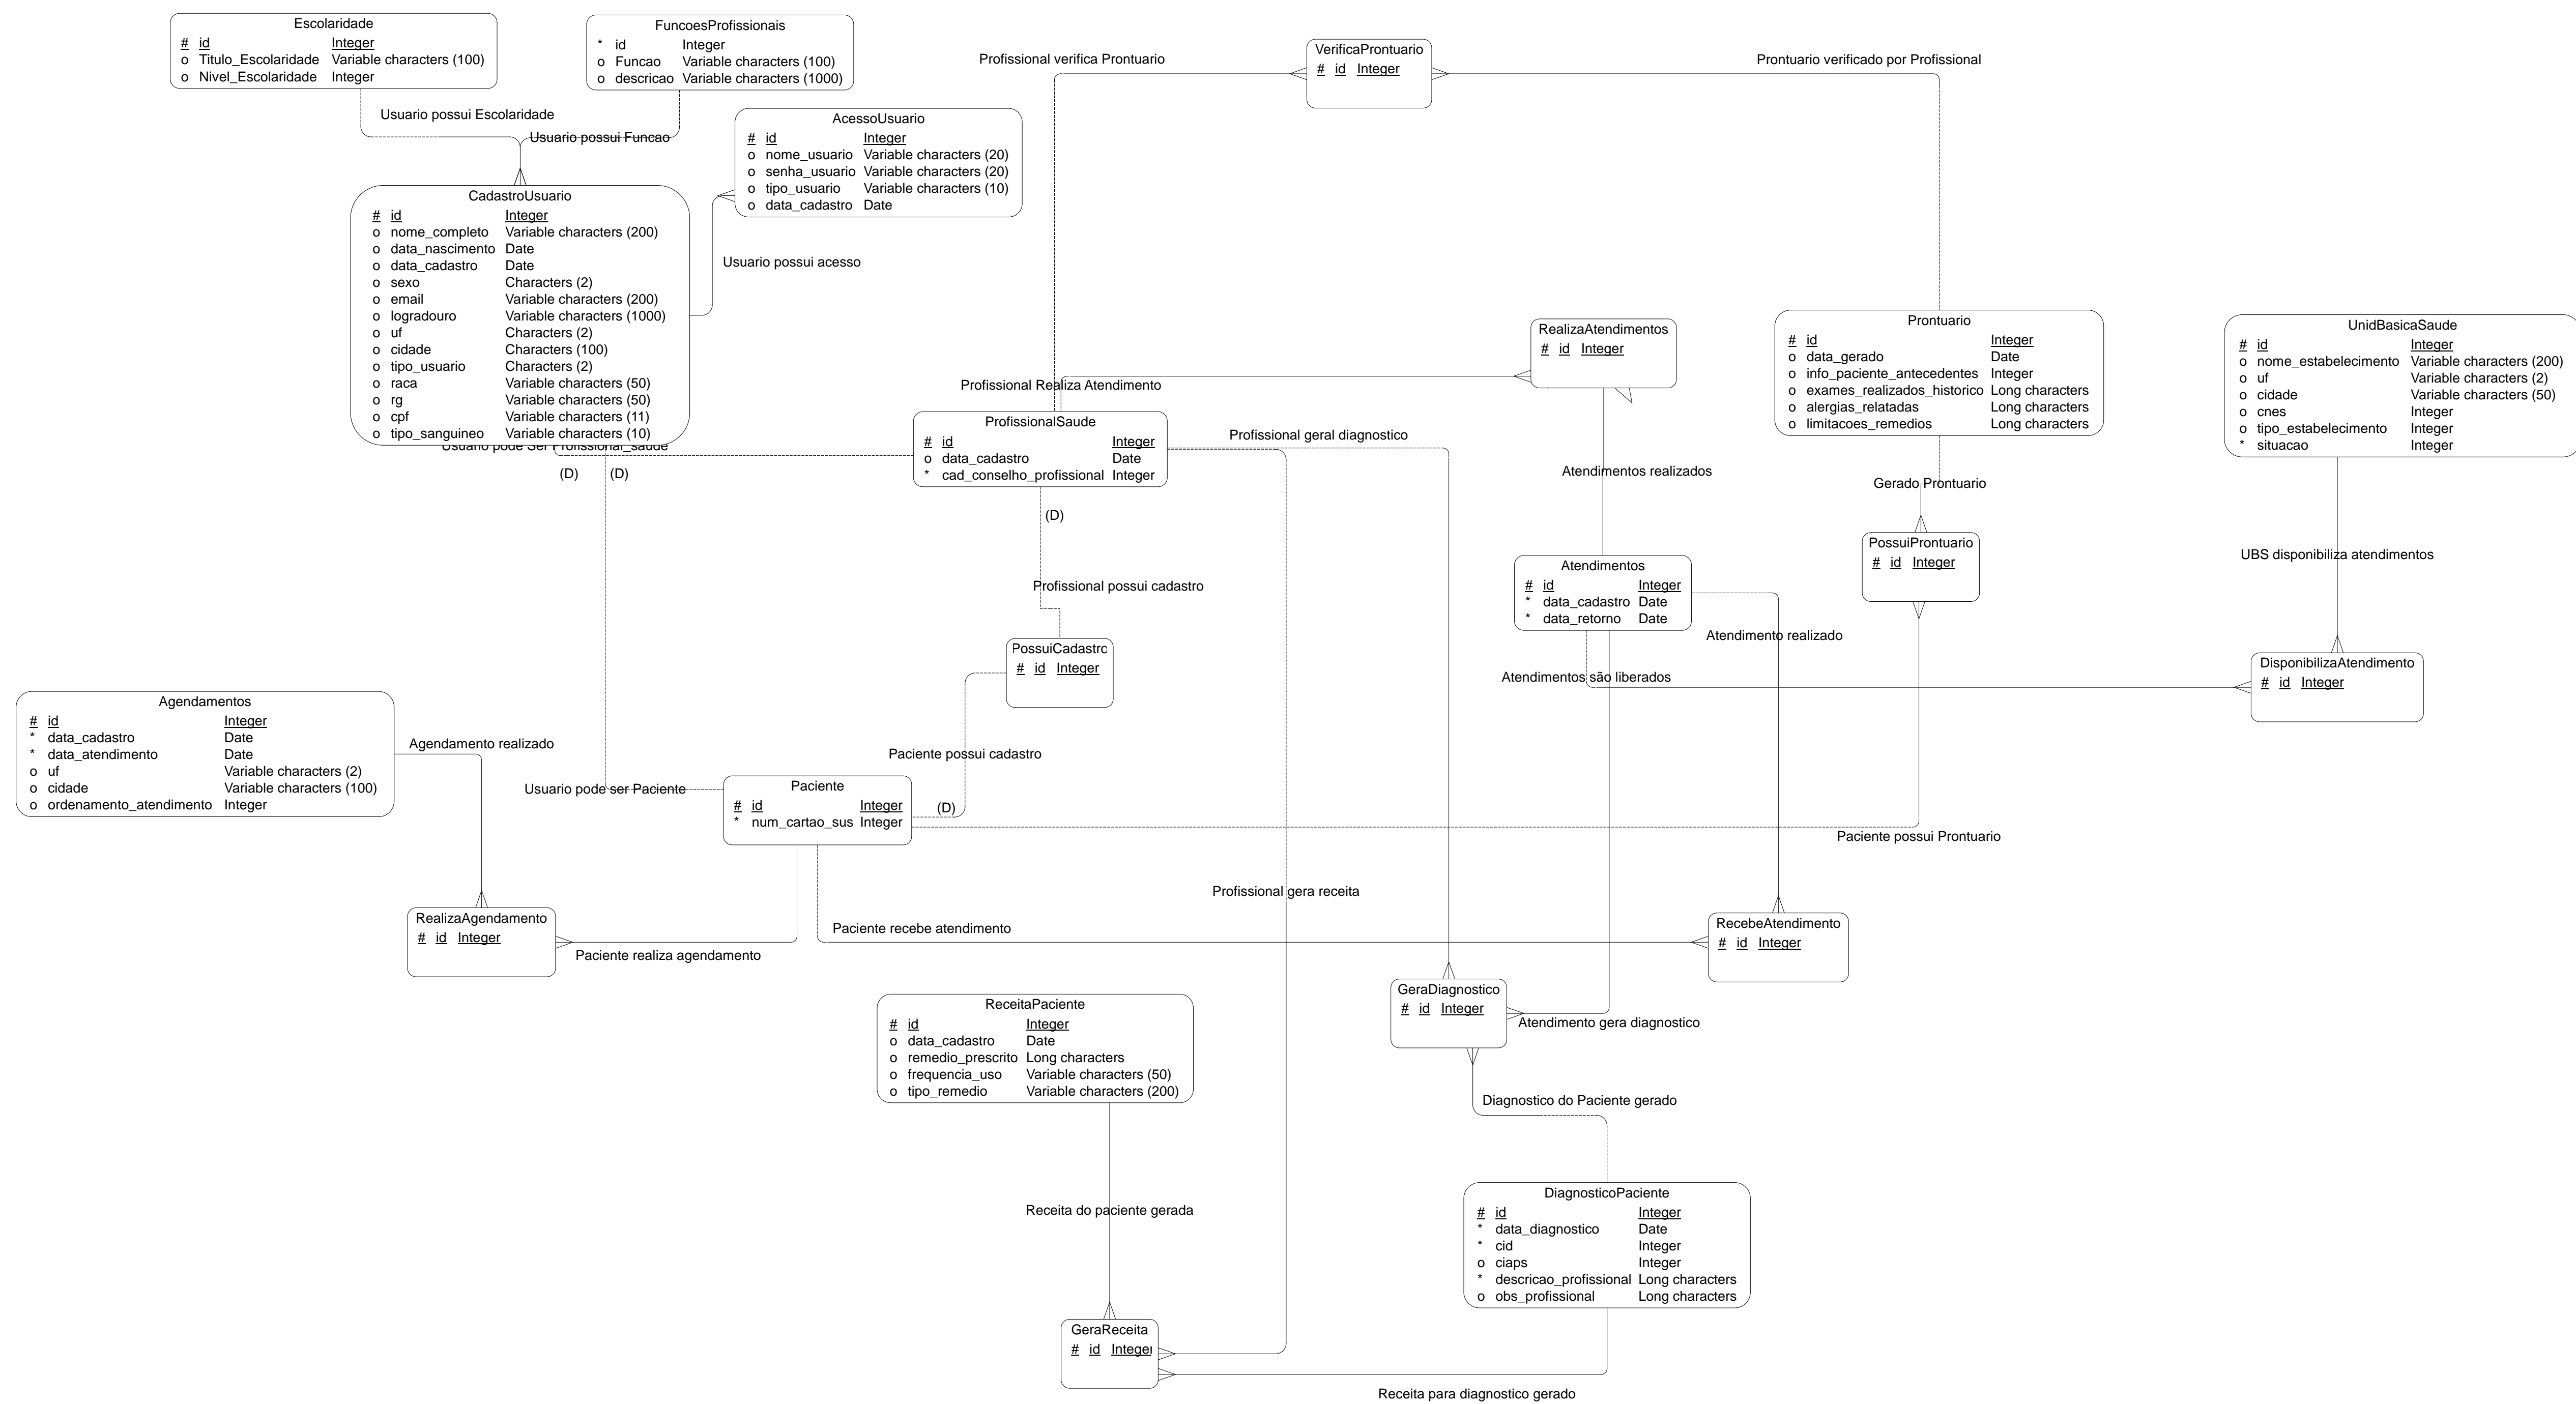 Escolaridade
# id Integer
o Titulo_Escolaridade Variable characters (100)
o Nivel_Escolaridade Integer
FuncoesProfissionais
* id Integer
o Funcao Variable characters (100)
o descricao Variable characters (1000)
Usuario possui Escolaridade
Usuario possui Funcao
AcessoUsuario
# id Integer
o nome_usuario Variable characters (20)
o senha_usuario Variable characters (20)
o tipo_usuario Variable characters (10)
o data_cadastro Date
Usuario possui acesso
CadastroUsuario
# id Integer
o nome_completo Variable characters (200)
o data_nascimento Date
o data_cadastro Date
o sexo Characters (2)
o email Variable characters (200)
o logradouro Variable characters (1000)
o uf Characters (2)
o cidade Characters (100)
o tipo_usuario Characters (2)
o raca Variable characters (50)
o rg Variable characters (50)
o cpf Variable characters (11)
o tipo_sanguineo Variable characters (10)
Usuario pode Ser Profissional_saude
(D)
(D)
Profissional verifica Prontuario
VerificaProntuario
# id Integer
Prontuario verificado por Profissional
Profissional Realiza Atendimento
RealizaAtendimentos
# id Integer
Prontuario
# id Integer
o data_gerado Date
o info_paciente_antecedentes Integer
o exames_realizados_historico Long characters
o alergias_relatadas Long characters
o limitacoes_remedios Long characters
UnidBasicaSaude
# id Integer
o nome_estabelecimento Variable characters (200)
o uf Variable characters (2)
o cidade Variable characters (50)
o cnes Integer
o tipo_estabelecimento Integer
* situacao Integer
ProfissionalSaude
# id Integer
o data_cadastro Date
* cad_conselho_profissional Integer
Profissional geral diagnostico
Atendimentos realizados
Gerado Prontuario
(D)
PossuiProntuario
# id Integer
UBS disponibiliza atendimentos
Profissional possui cadastro
Atendimentos
# id Integer
* data_cadastro Date
* data_retorno Date
Atendimento realizado
PossuiCadastro
# id Integer
Atendimentos são liberados
DisponibilizaAtendimento
# id Integer
Agendamentos
# id Integer
* data_cadastro Date
* data_atendimento Date
o uf Variable characters (2)
o cidade Variable characters (100)
o ordenamento_atendimento Integer
Agendamento realizado
Paciente possui cadastro
Usuario pode ser Paciente
Paciente
# id Integer
* num_cartao_sus Integer
(D)
Paciente possui Prontuario
Profissional gera receita
RealizaAgendamento
# id Integer
Paciente realiza agendamento
Paciente recebe atendimento
RecebeAtendimento
# id Integer
GeraDiagnostico
# id Integer
Atendimento gera diagnostico
ReceitaPaciente
# id Integer
o data_cadastro Date
o remedio_prescrito Long characters
o frequencia_uso Variable characters (50)
o tipo_remedio Variable characters (200)
Diagnostico do Paciente gerado
Receita do paciente gerada
DiagnosticoPaciente
# id Integer
* data_diagnostico Date
* cid Integer
o ciaps Integer
* descricao_profissional Long characters
o obs_profissional Long characters
GeraReceita
# id Integer
Receita para diagnostico gerado